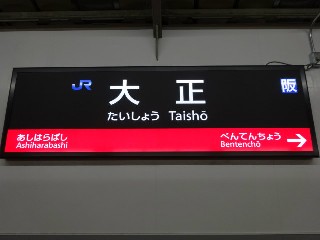 JR 大正 阪
たいしょう Taishō
あしはらばし べんてんちょう
Ashiharabashi Bentenchō